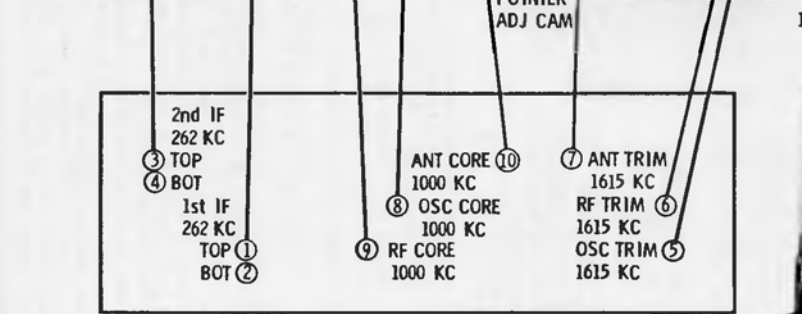 ADJ CAM
2nd IF
262 KC
③ TOP
④ BOT
1st IF
262 KC
TOP ①
BOT ②
ANT CORE ⑩
1000 KC
⑧ OSC CORE
1000 KC
⑨ RF CORE
1000 KC
⑦ ANT TRIM
1615 KC
RF TRIM ⑥
1615 KC
OSC TRIM ⑤
1615 KC